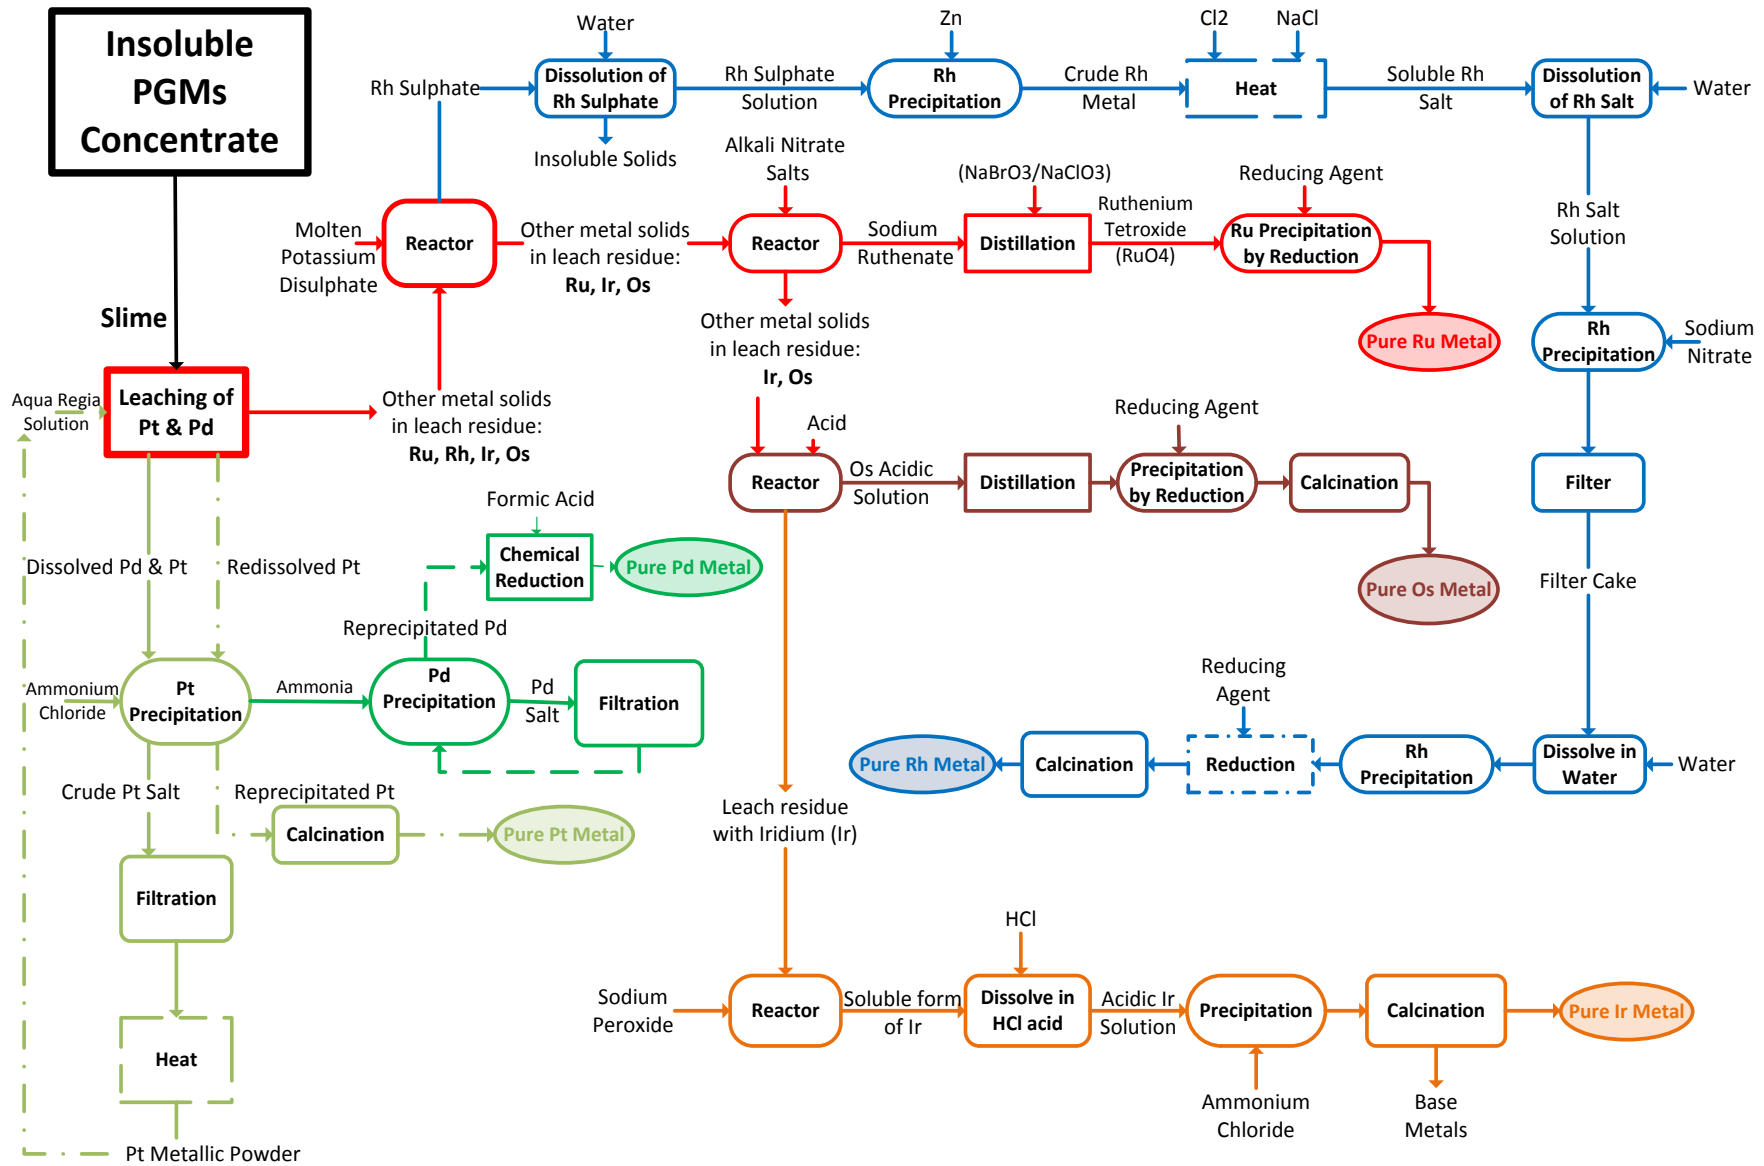 Insoluble
PGMs
Concentrate
Slime
Water
Zn
Cl2
NaCl
Rh Sulphate
Dissolution of
Rh Sulphate
Rh Sulphate
Solution
Rh
Precipitation
Crude Rh
Metal
Heat
Soluble Rh
Salt
Dissolution
of Rh Salt
Water
Insoluble Solids
Alkali Nitrate
Salts
(NaBrO3/NaClO3)
Reducing Agent
Molten
Potassium
Disulphate
Reactor
Other metal solids
in leach residue:
Ru, Ir, Os
Reactor
Sodium
Ruthenate
Distillation
Ruthenium
Tetroxide
(RuO4)
Ru Precipitation
by Reduction
Rh Salt
Solution
Other metal solids
in leach residue:
Ir, Os
Pure Ru Metal
Rh
Precipitation
Sodium
Nitrate
Aqua Regia
Solution
Leaching of
Pt & Pd
Other metal solids
in leach residue:
Ru, Rh, Ir, Os
Acid
Reducing Agent
Reactor
Os Acidic
Solution
Distillation
Precipitation
by Reduction
Calcination
Filter
Formic Acid
Chemical
Reduction
Pure Pd Metal
Dissolved Pd & Pt
Redissolved Pt
Pure Os Metal
Filter Cake
Reprecipitated Pd
Ammonium
Chloride
Pt
Precipitation
Ammonia
Pd
Precipitation
Pd
Salt
Filtration
Reducing
Agent
Pure Rh Metal
Calcination
Reduction
Rh
Precipitation
Dissolve in
Water
Water
Crude Pt Salt
Reprecipitated Pt
Calcination
Pure Pt Metal
Leach residue
with Iridium (Ir)
Filtration
HCl
Sodium
Peroxide
Reactor
Soluble form
of Ir
Dissolve in
HCl acid
Acidic Ir
Solution
Precipitation
Calcination
Pure Ir Metal
Heat
Ammonium
Chloride
Base
Metals
Pt Metallic Powder